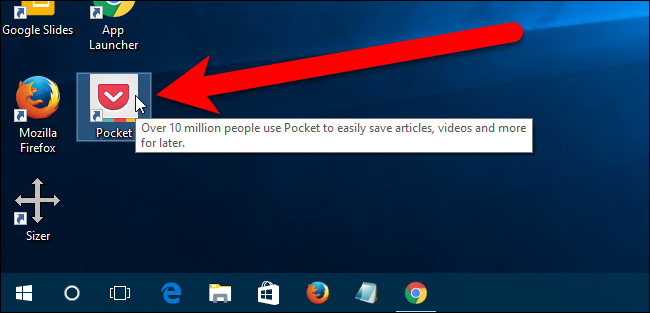 Google Slides
App
Launcher
Mozilla
Firefox
Pocket
Over 10 million people use Pocket to easily save articles, videos and more
for later.
Sizer